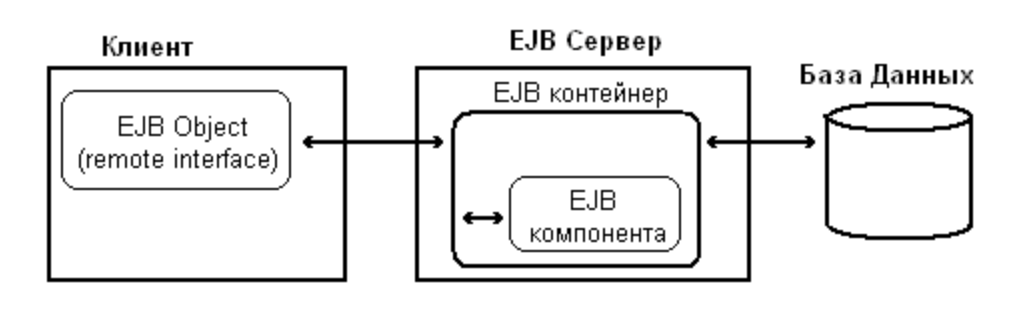 Клиент
EJB Object
(remote interface)
EJB Сервер
EJB контейнер
EJB
компонента
База Данных